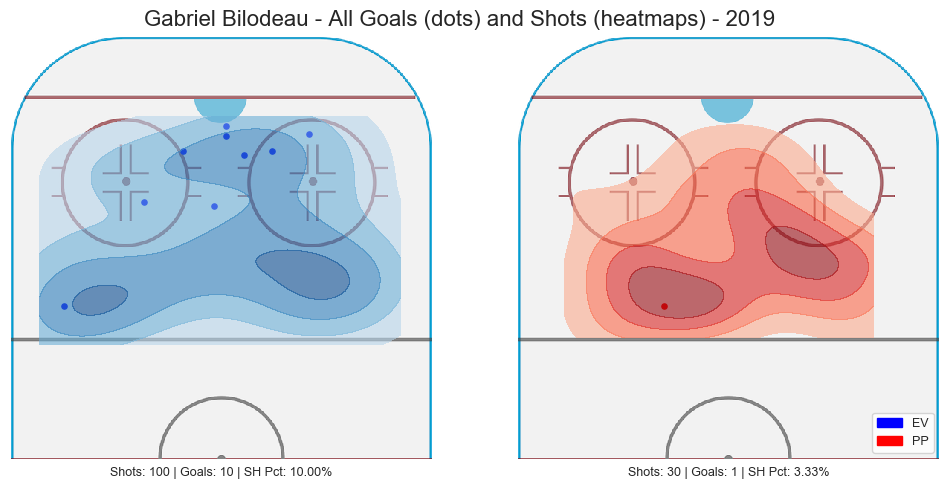 Gabriel Bilodeau - All Goals (dots) and Shots (heatmaps) - 2019
EV
PP
Shots: 100 | Goals: 10 | SH Pct: 10.00%
Shots: 30 | Goals: 1 | SH Pct: 3.33%